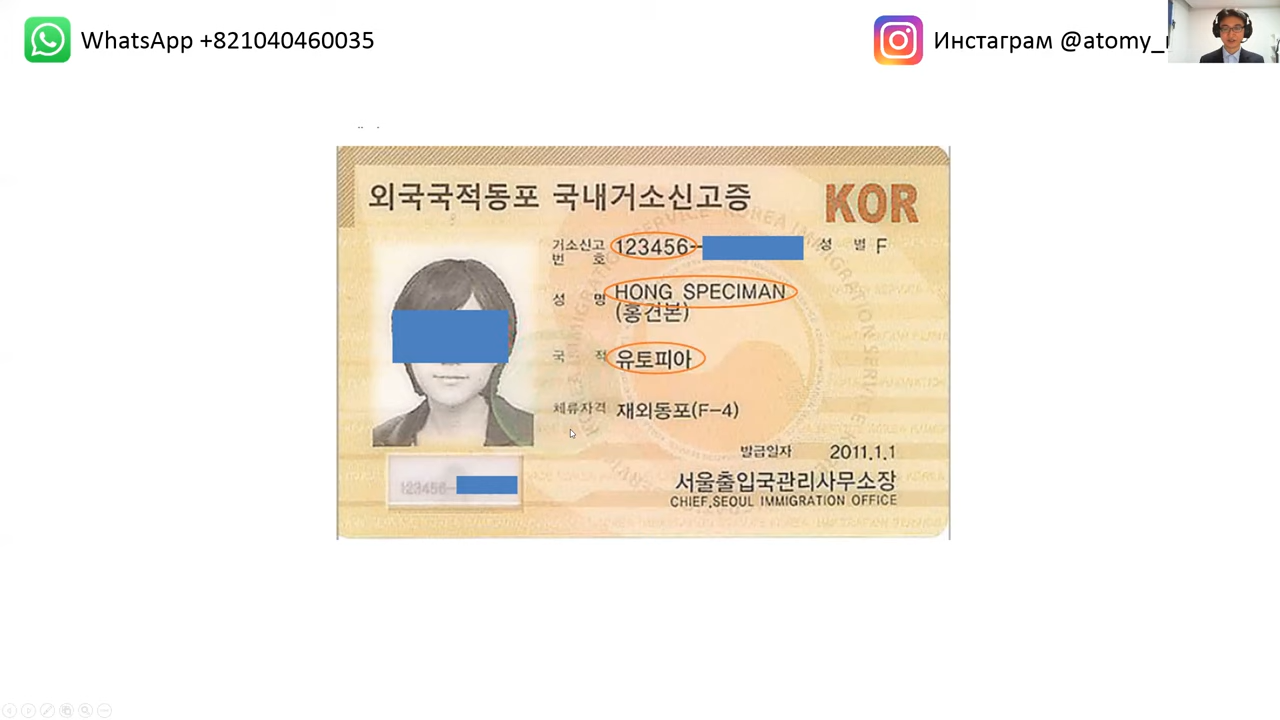 WhatsApp +821040460035
Инстаграм @atomy_
외국국적동포 국내거소신고증
KOR
거소신고 번 호 123456- 성 별 F
성 명 HONG SPECIMAN
(홍견본)
국 적 유토피아
체류자격 재외동포(F-4)
발급일자 2011.1.1
123456-
서울출입국관리사무소장
CHIEF,SEOUL IMMIGRATION OFFICE